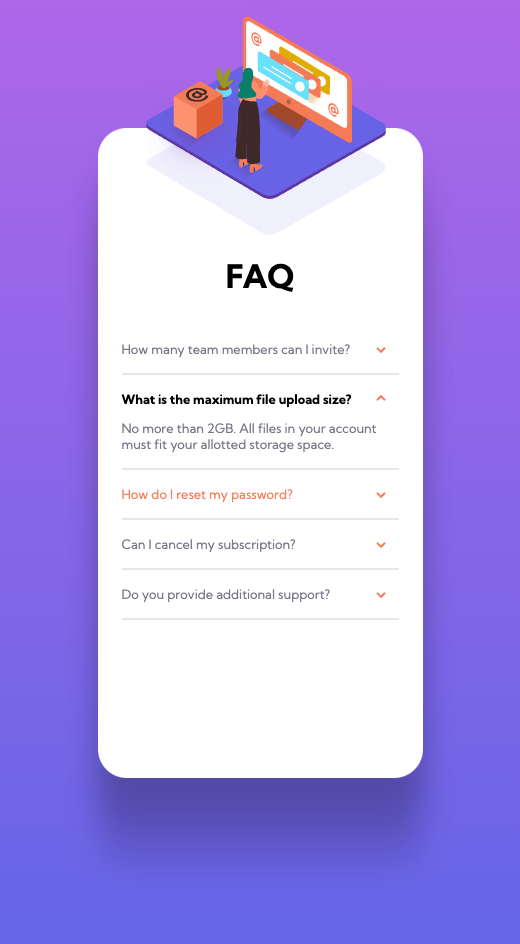 @
@
@
FAQ
How many team members can I invite?
What is the maximum file upload size?
No more than 2GB. All files in your account
must fit your allotted storage space.
How do I reset my password?
Can I cancel my subscription?
Do you provide additional support?